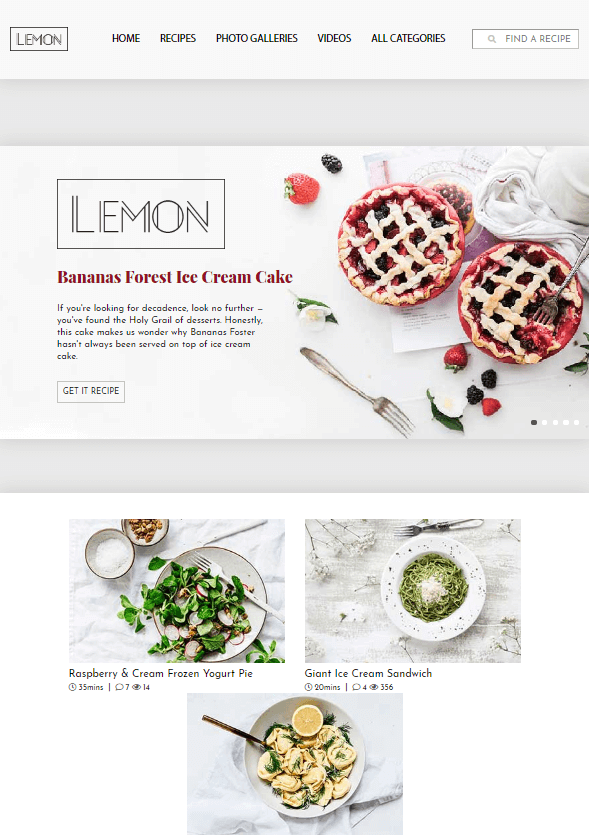 LEMON
HOME RECIPES PHOTO GALLERIES VIDEOS ALL CATEGORIES
FIND A RECIPE
LEMON
Bananas Forest Ice Cream Cake
If you're looking for decadence, look no further –
you've found the Holy Grail of desserts. Honestly,
this cake makes us wonder why Bananas Foster
hasn't always been served on top of ice cream
cake.
GET IT RECIPE
Raspberry & Cream Frozen Yogurt Pie
35mins | 7 14
Giant Ice Cream Sandwich
20mins | 4 356